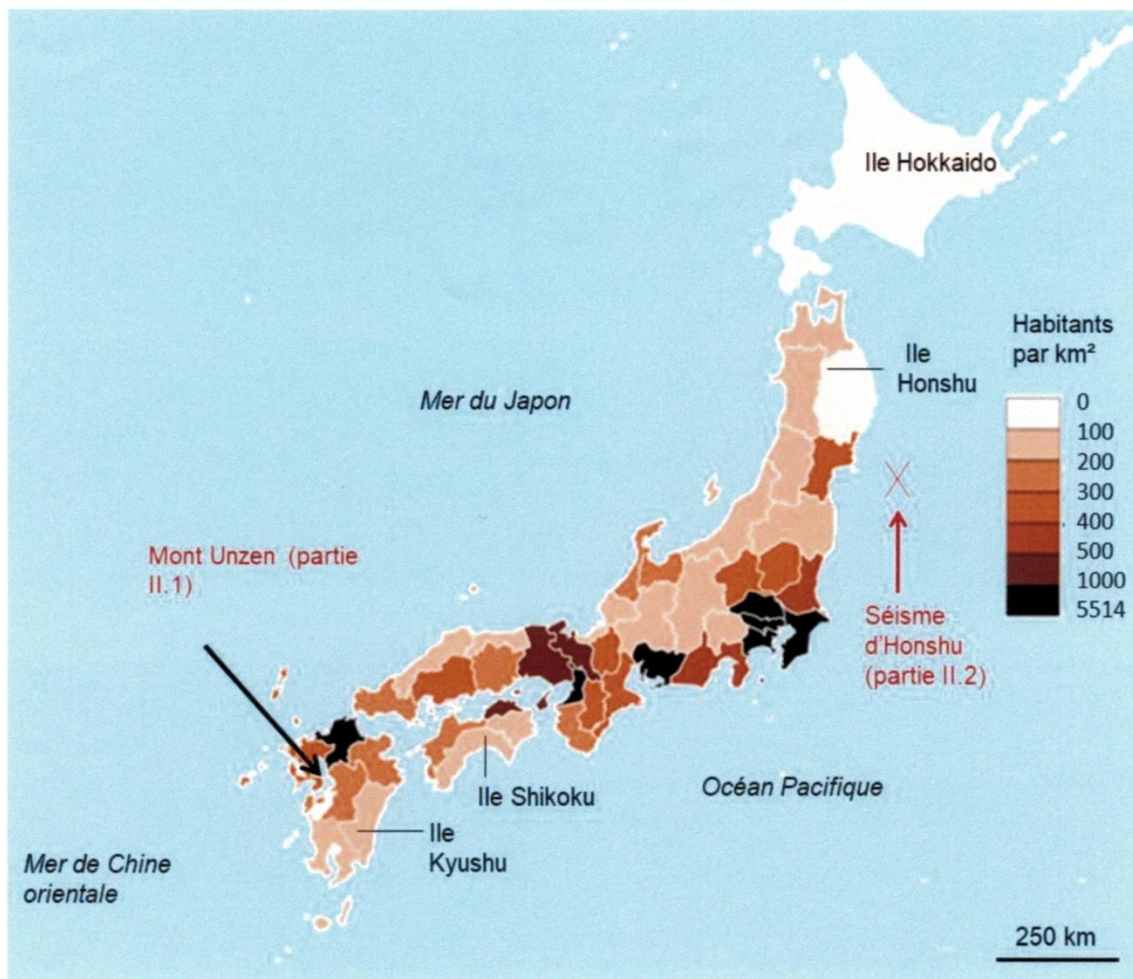 Ile Hokkaido
Habitants
par km²
Ile
Honshu
Mer du Japon
0
100
200
300
400
500
1000
5514
Mont Unzen (partie
II.1)
Séisme
d'Honshu
(partie II.2)
Ile Shikoku
Océan Pacifique
Ile
Kyushu
Mer de Chine
orientale
250 km